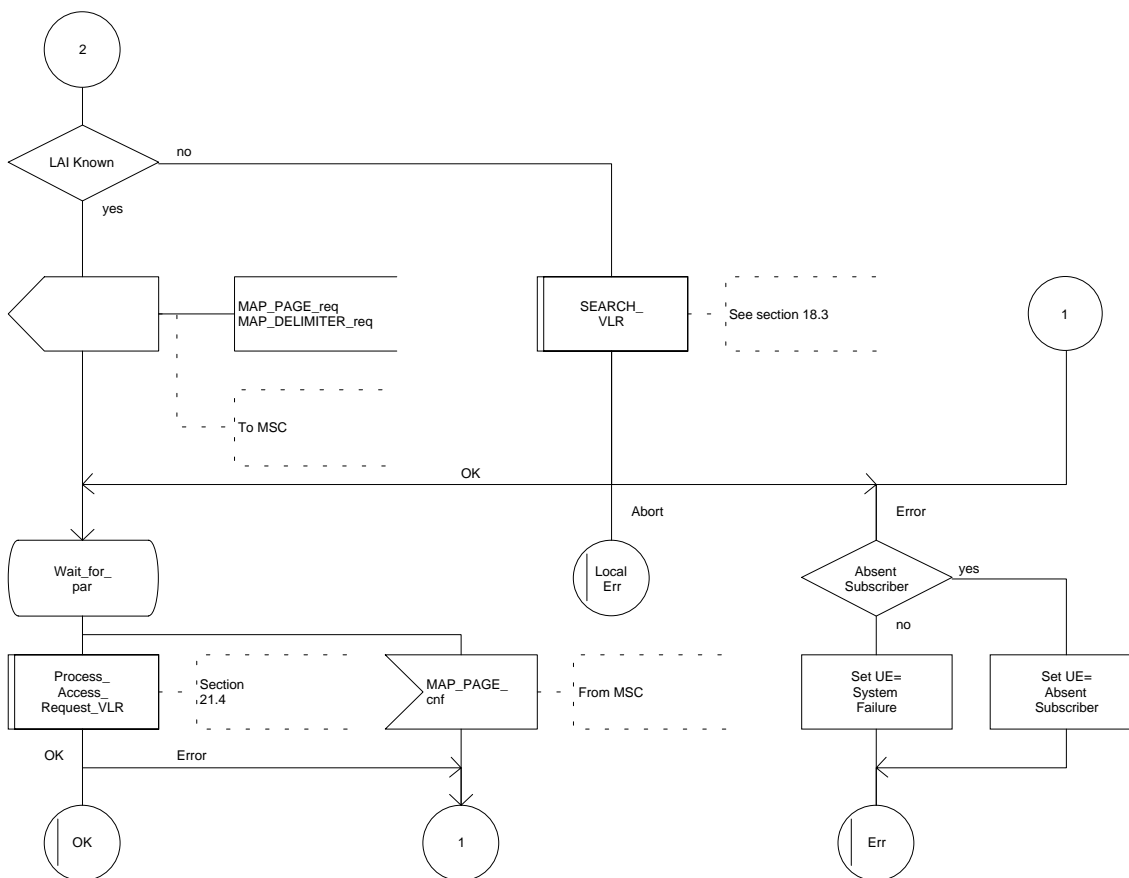 2
LAI Known
no
yes
MAP_PAGE_req
MAP_DELIMITER_req
SEARCH_
VLR
See section 18.3
1
To MSC
OK
Abort
Error
Wait_for_
par
Local
Err
Absent
Subscriber
yes
no
Process_
Access_
Request_VLR
Section
21.4
MAP_PAGE_
cnf
From MSC
Set UE=
System
Failure
Set UE=
Absent
Subscriber
OK
Error
OK
1
Err